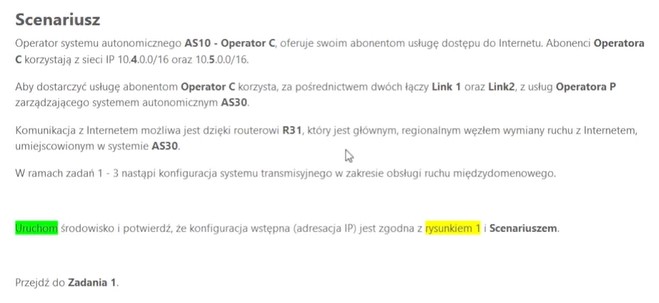 Scenariusz
Operator systemu autonomicznego AS10 - Operator C, oferuje swoim abonentom usługę dostępu do Internetu. Abonenci Operatora
C korzystają z sieci IP 10.4.0.0/16 oraz 10.5.0.0/16.
Aby dostarczyć usługę abonentom Operator C korzysta, za pośrednictwem dwóch łączy Link 1 oraz Link2, z usług Operatora P
zarządzającego systemem autonomicznym AS30.
Komunikacja z Internetem możliwa jest dzięki routerowi R31, który jest głównym, regionalnym węzłem wymiany ruchu z Internetem,
umiejscowionym w systemie AS30.
W ramach zadań 1 - 3 nastąpi konfiguracja systemu transmisyjnego w zakresie obsługi ruchu międzydomenowego.
Uruchom środowisko i potwierdź, że konfiguracja wstępna (adresacja IP) jest zgodna z rysunkiem 1 i Scenariuszem.
Przejdź do Zadania 1.